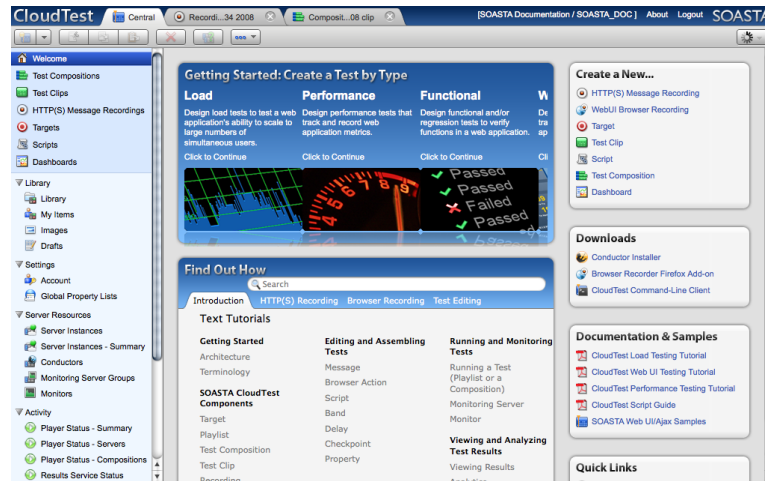 CloudTest
Central
Recordi...34 2008
Composit...08 clip
[SOASTA Documentation / SOASTA_DOC ] About Logout SOASTA
Welcome
Test Compositions
Test Clips
HTTP(S) Message Recordings
Targets
Scripts
Dashboards
Library
Library
My Items
Images
Drafts
Settings
Account
Global Property Lists
Server Resources
Server Instances
Server Instances - Summary
Conductors
Monitoring Server Groups
Monitors
Activity
Player Status - Summary
Player Status - Servers
Player Status - Compositions
Results Service Status
Getting Started: Create a Test by Type
Load
Design load tests to test a web
application's ability to scale to
large numbers of
simultaneous users.
Click to Continue
Performance
Design performance tests that
track and record web
application metrics.
Click to Continue
4 5 6 7 8 9
Functional
Design functional and/or
regression tests to verify
functions in a web application.
Click to Continue
Passed
Passed
Failed
Passed
W
De
tra
ap
Cli
Find Out How
Search
Introduction HTTP(S) Recording Browser Recording Test Editing
Text Tutorials
Getting Started
Architecture
Terminology
SOASTA CloudTest
Components
Target
Playlist
Test Composition
Test Clip
Recording
Editing and Assembling
Tests
Message
Browser Action
Script
Band
Delay
Checkpoint
Property
Running and Monitoring
Tests
Running a Test
(Playlist or a
Composition)
Monitoring Server
Monitor
Viewing and Analyzing
Test Results
Viewing Results
Create a New...
HTTP(S) Message Recording
WebUI Browser Recording
Target
Test Clip
Script
Test Composition
Dashboard
Downloads
Conductor Installer
Browser Recorder Firefox Add-on
CloudTest Command-Line Client
Documentation & Samples
CloudTest Load Testing Tutorial
CloudTest Web UI Testing Tutorial
CloudTest Performance Testing Tutorial
CloudTest Script Guide
SOASTA Web UI/Ajax Samples
Quick Links